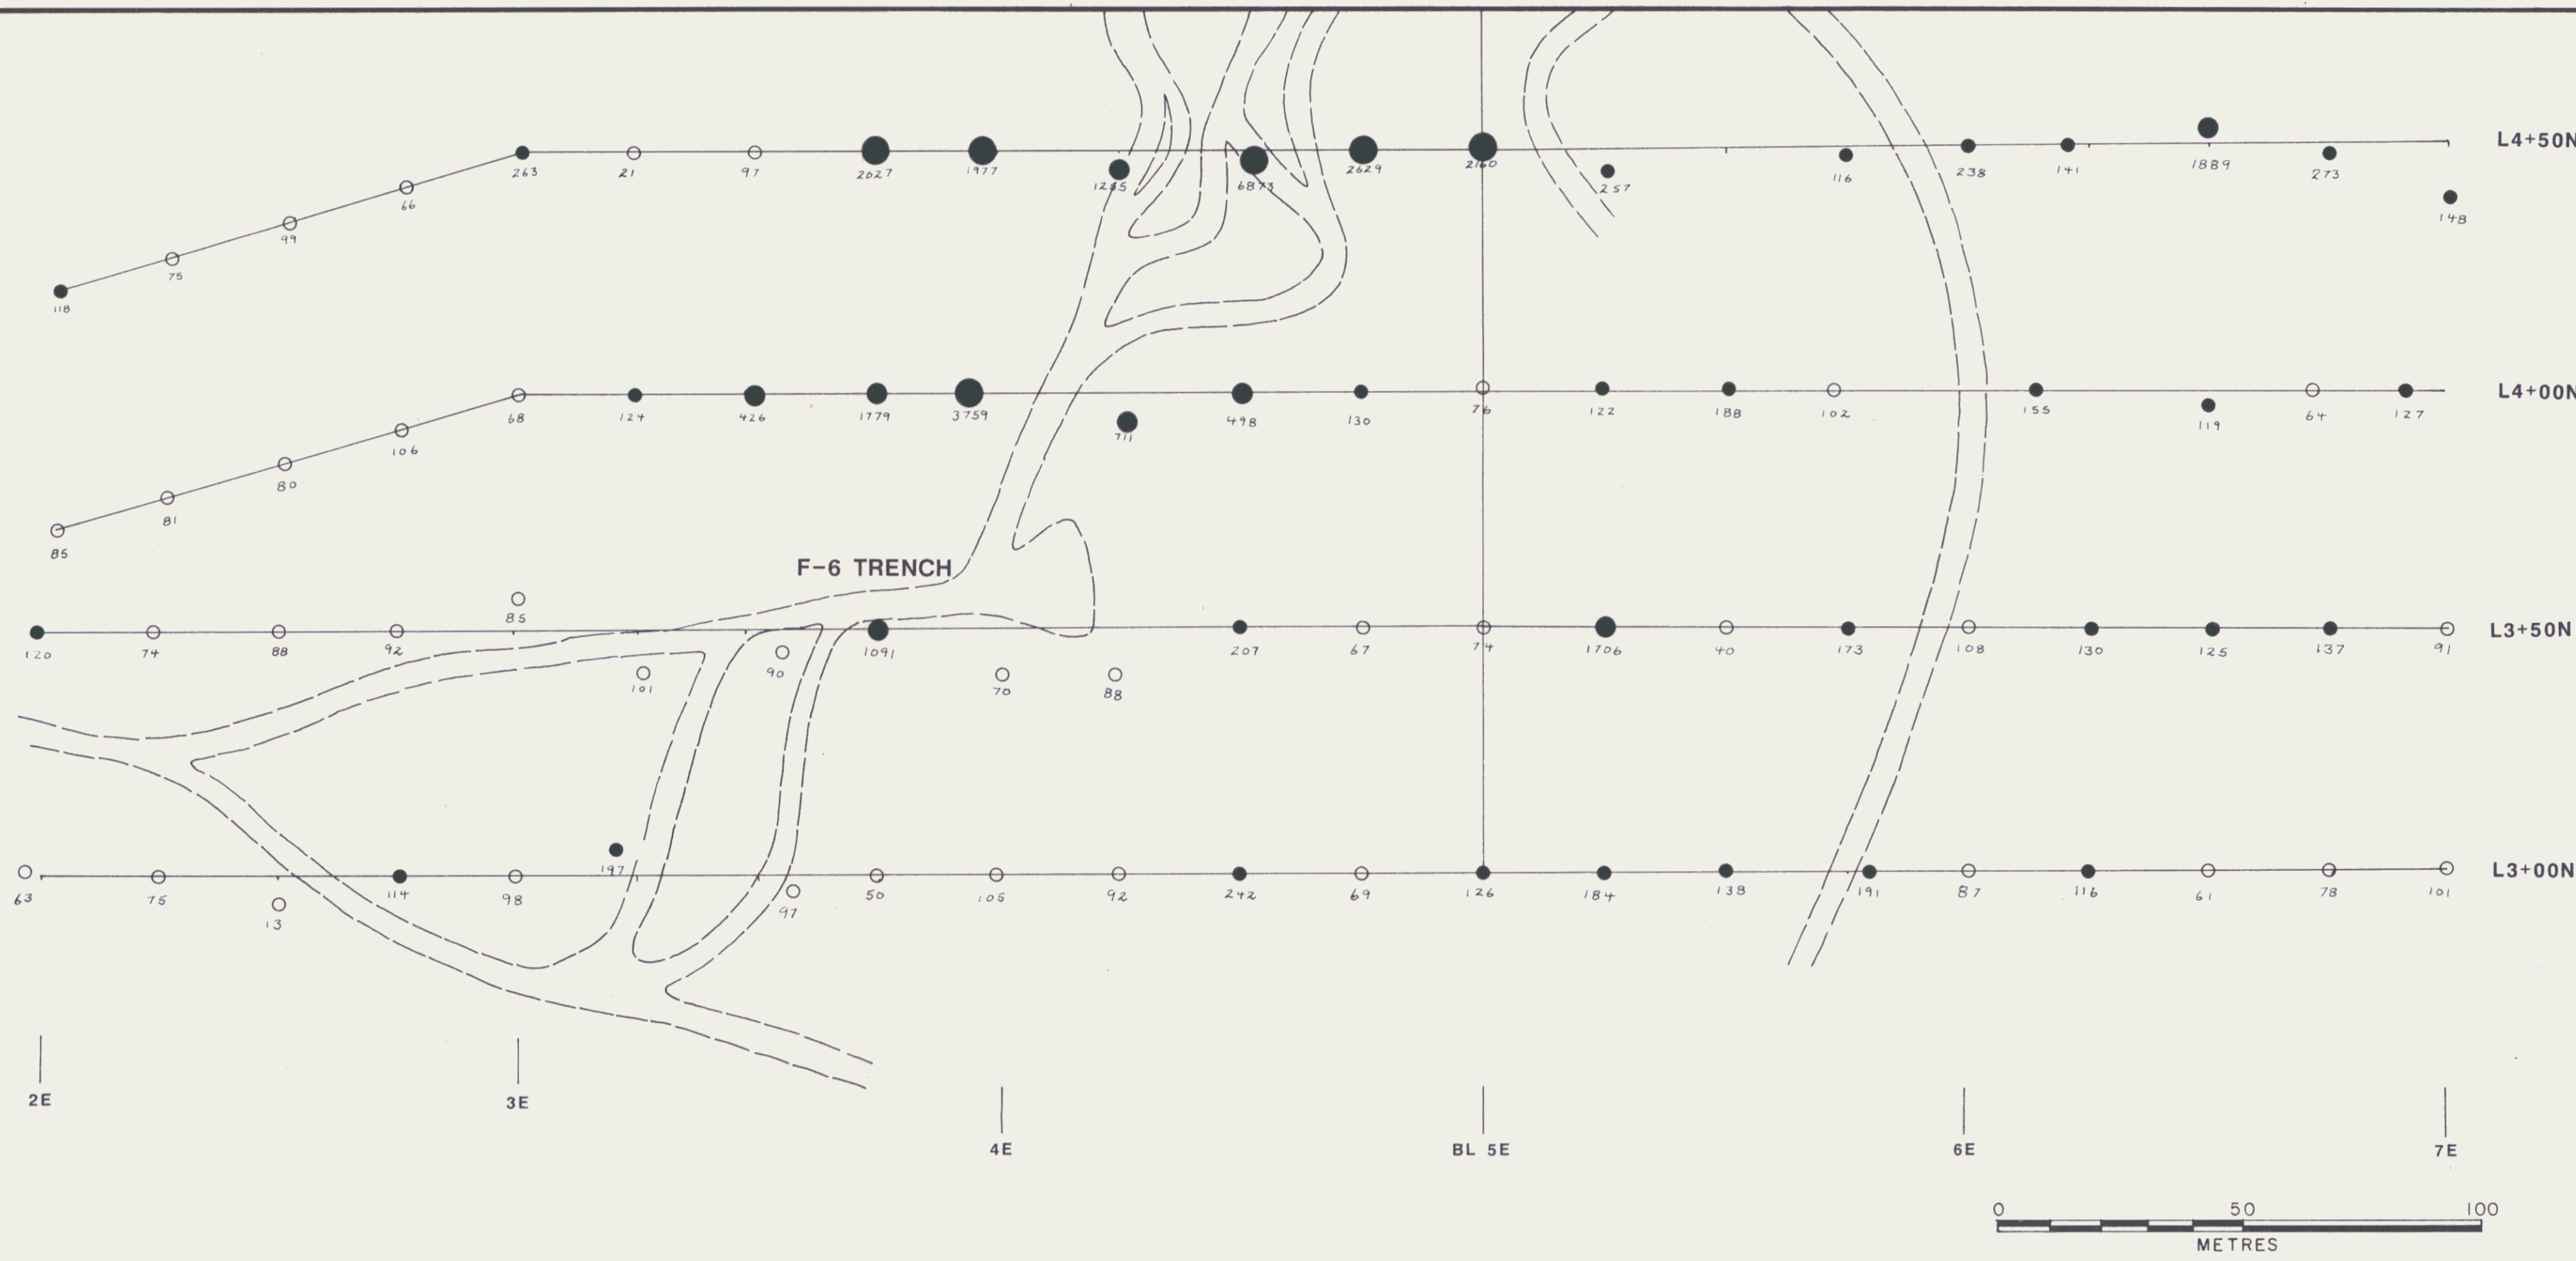 L4+50N
263 21 97 2027 1977 1285 6873 2629 2160 257 116 238 141 1889 273 148
66
99
75
118
L4+00N
68 124 426 1779 3759 711 498 130 76 122 188 102 155 119 64 127
106
80
81
85
F-6 TRENCH
85
L3+50N
120 74 88 92 101 90 1091 70 88 207 67 74 1706 40 173 108 130 125 137 91
197
L3+00N
63 75 13 114 98 97 50 105 92 242 69 126 184 138 191 87 116 61 78 101
2E 3E 4E BL 5E 6E 7E
0 50 100
METRES